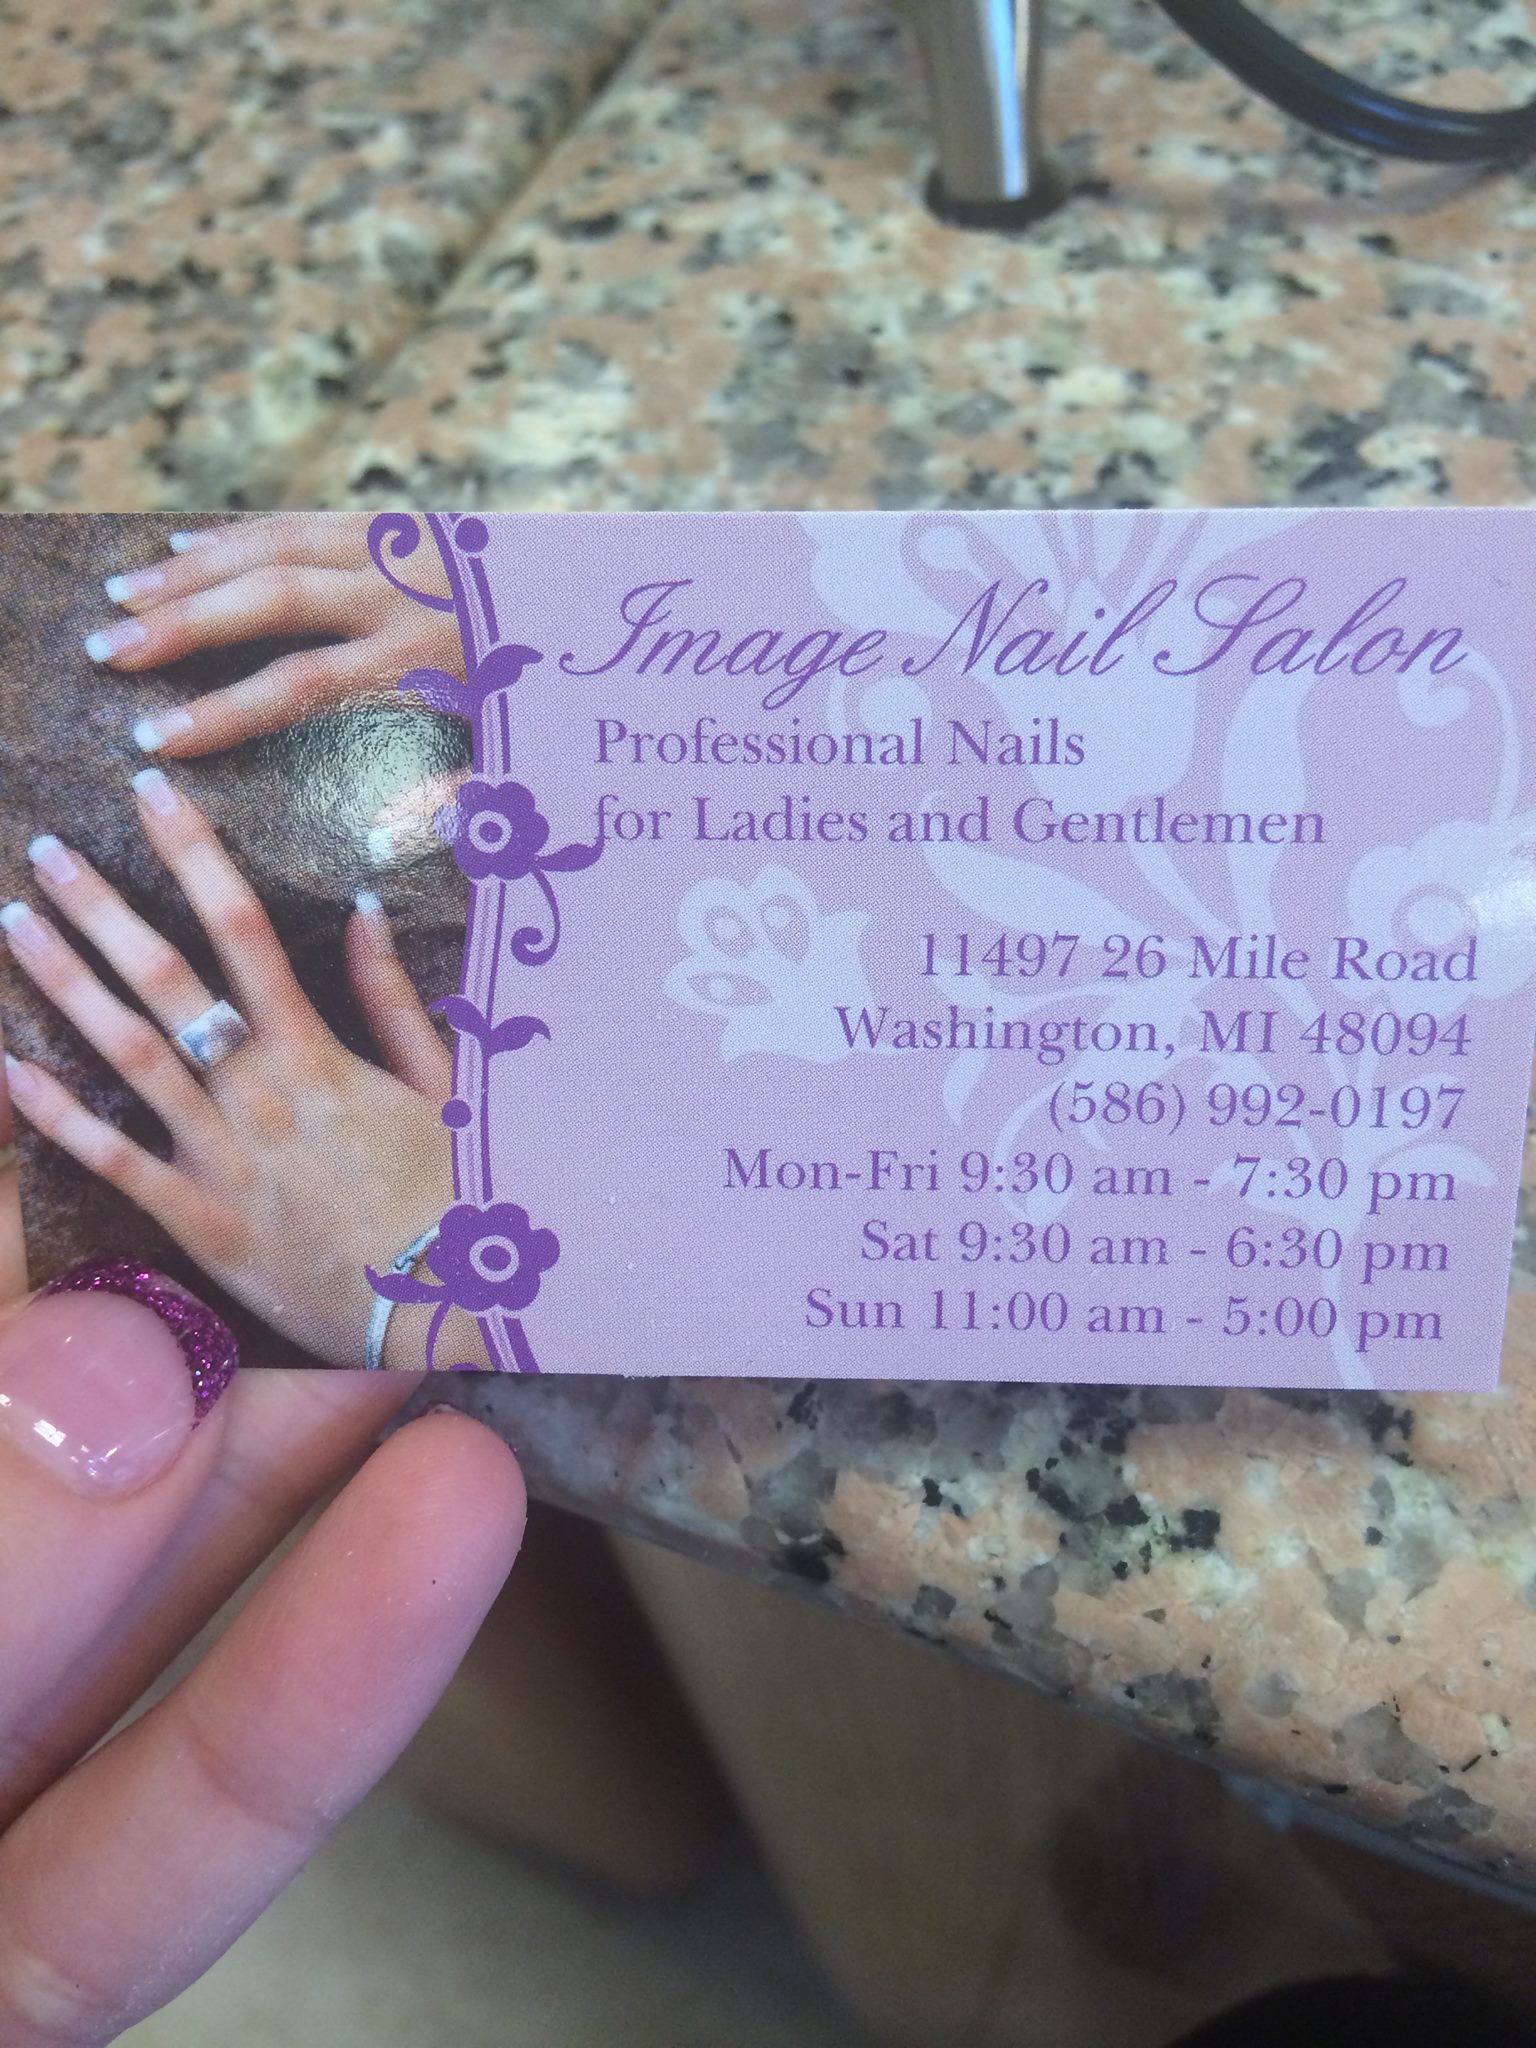 Image Nail Salon
Professional Nails
for Ladies and Gentlemen
11497 26 Mile Road
Washington, MI 48094
(586) 992-0197
Mon-Fri 9:30 am - 7:30 pm
Sat 9:30 am - 6:30 pm
Sun 11:00 am - 5:00 pm